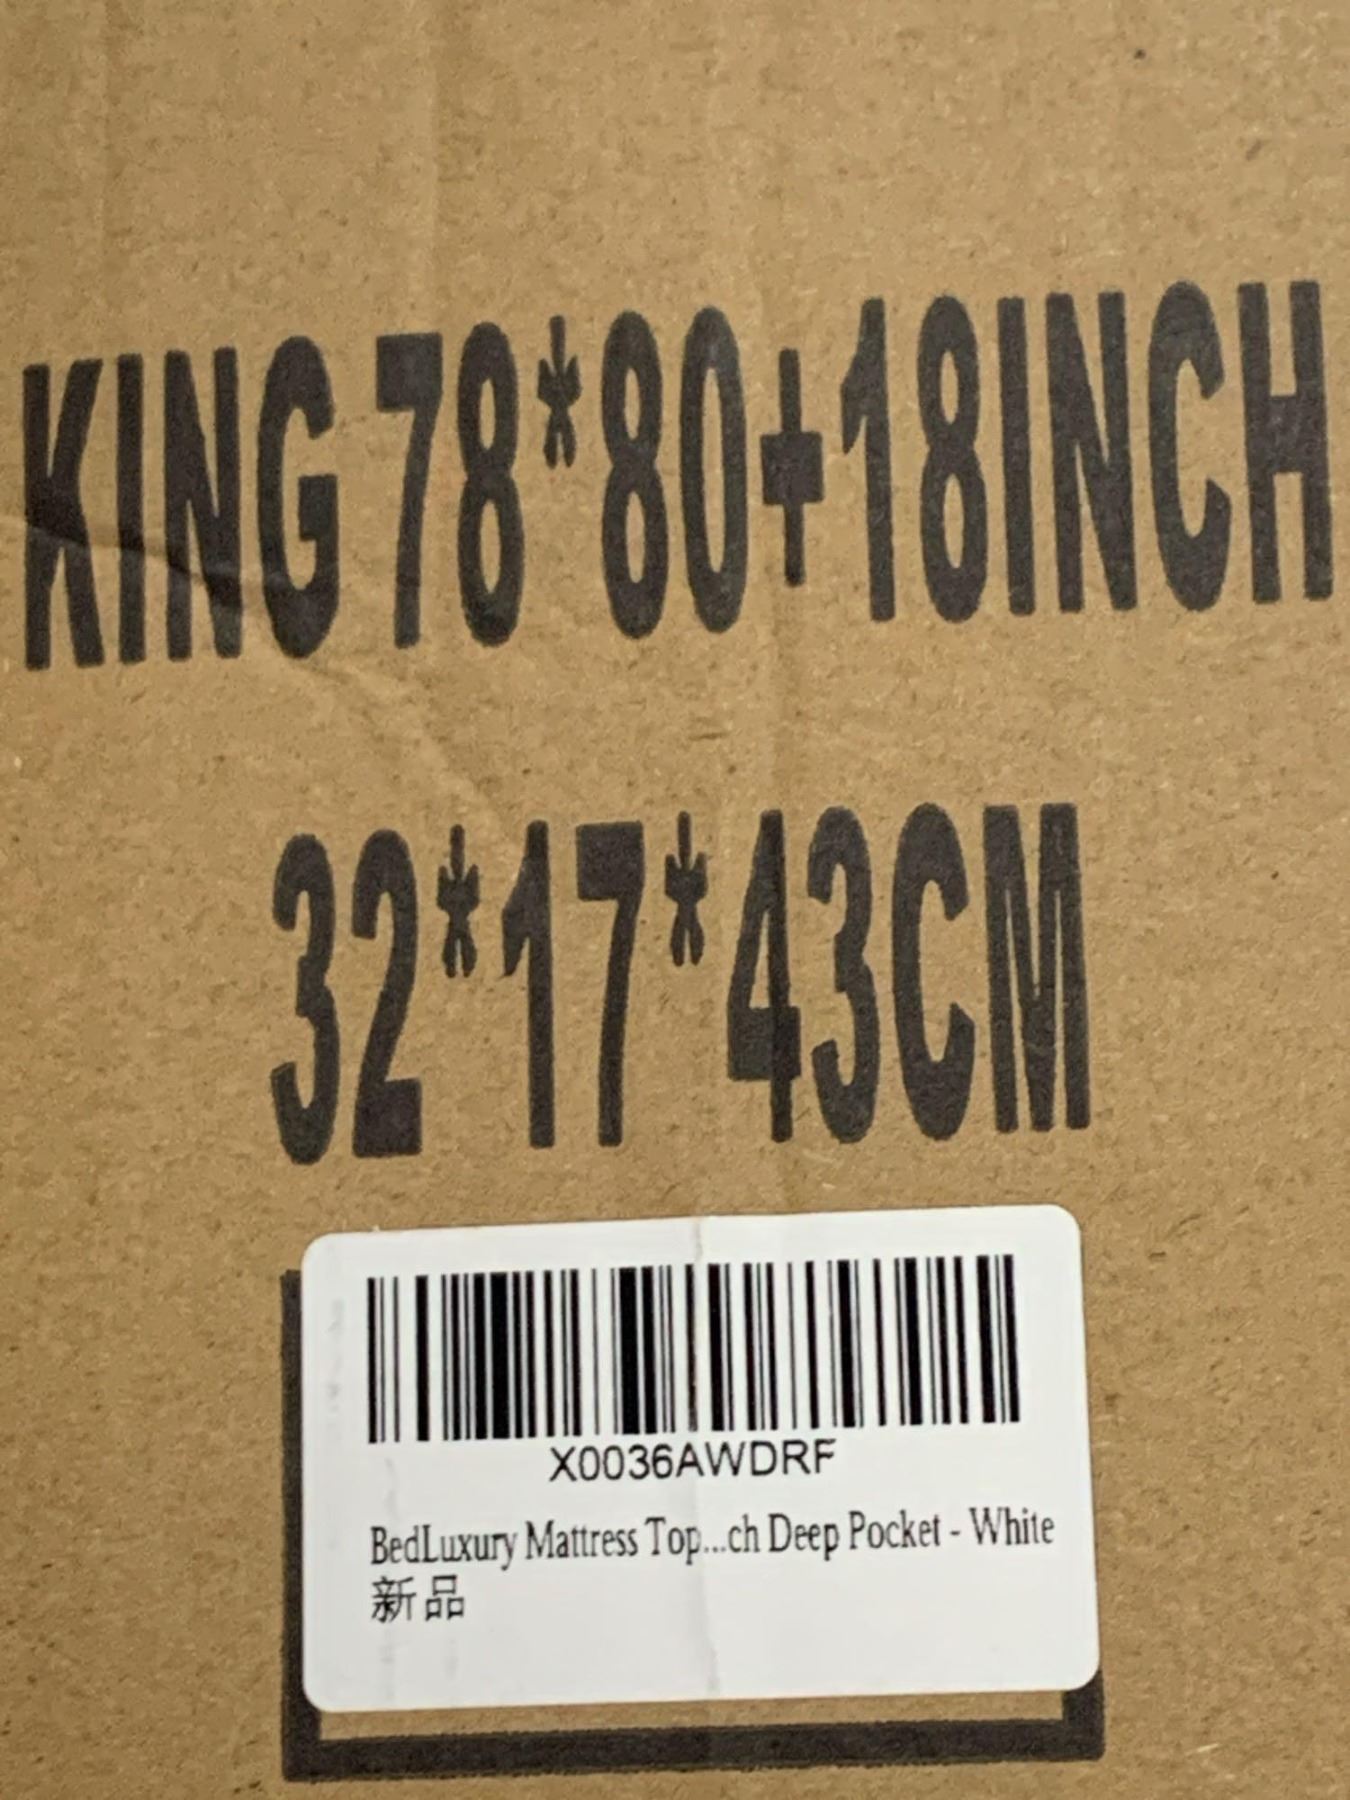 KING 78*80+18INCH
32*17*43CM
X0036AWDRF
BedLuxury Mattress Top...ch Deep Pocket - White
新品